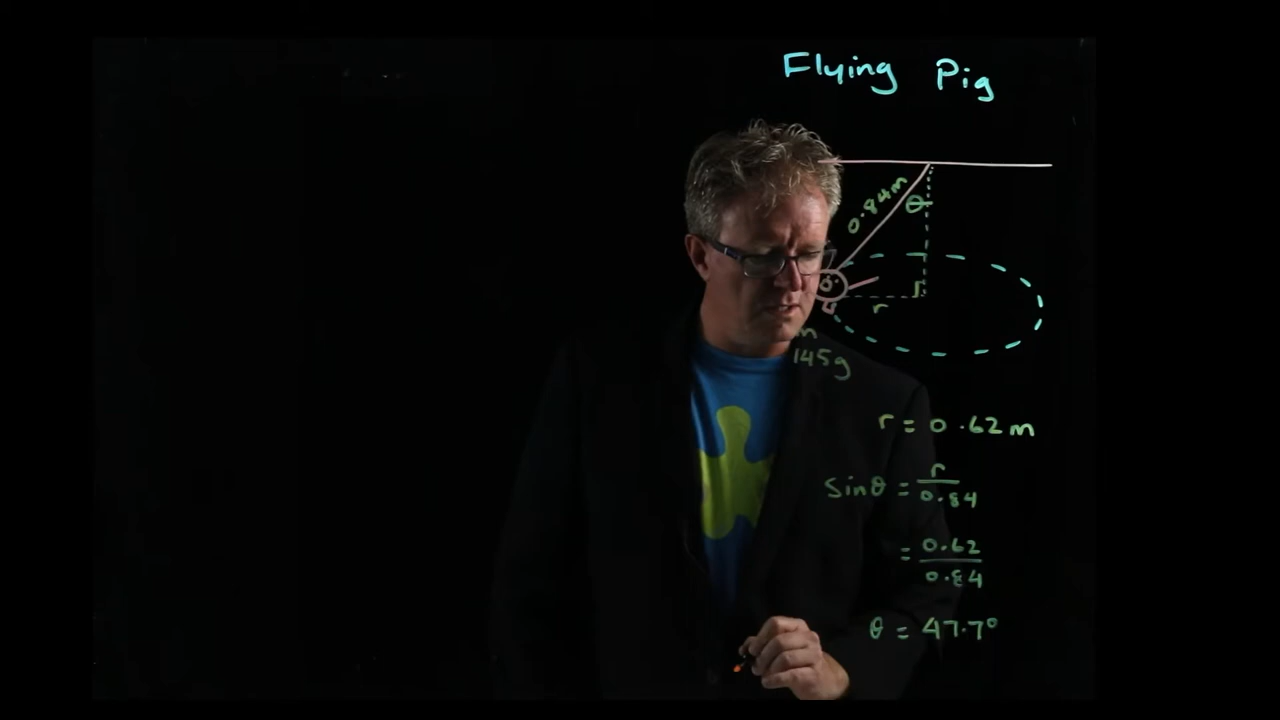 Flying Pig
0.84m
θ
r
m
145g
r = 0.62m
sinθ = r/0.84
= 0.62/0.84
θ = 47.7°